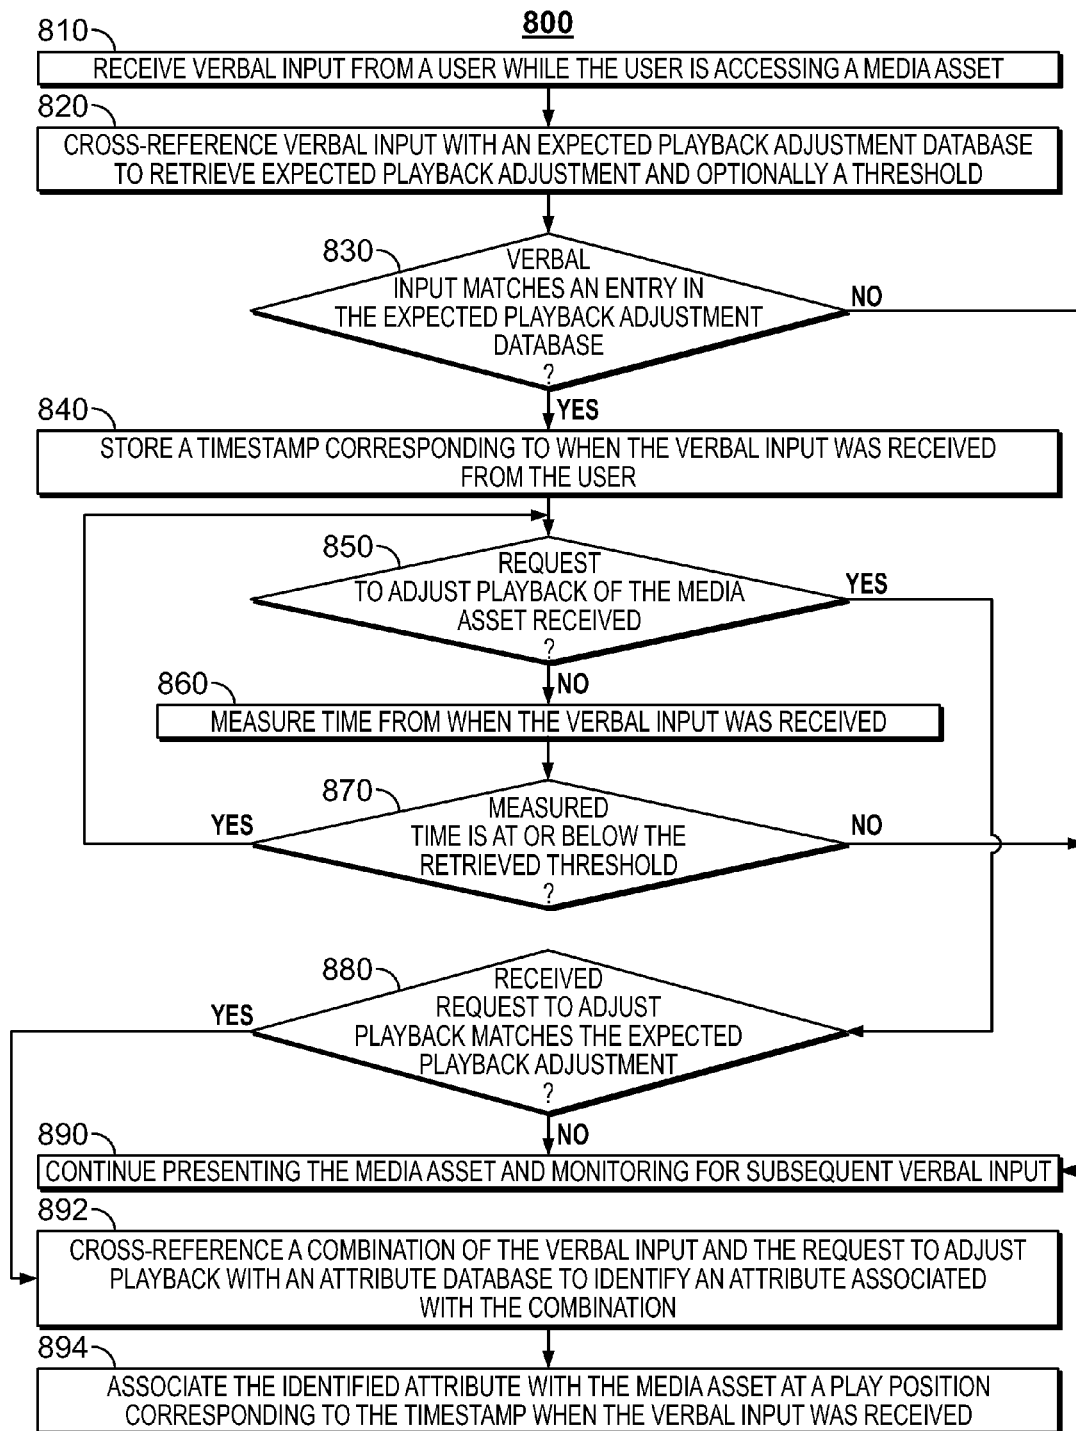 800
810
RECEIVE VERBAL INPUT FROM A USER WHILE THE USER IS ACCESSING A MEDIA ASSET
820
CROSS-REFERENCE VERBAL INPUT WITH AN EXPECTED PLAYBACK ADJUSTMENT DATABASE
TO RETRIEVE EXPECTED PLAYBACK ADJUSTMENT AND OPTIONALLY A THRESHOLD
830
VERBAL
INPUT MATCHES AN ENTRY IN
THE EXPECTED PLAYBACK ADJUSTMENT
DATABASE
?
NO
YES
840
STORE A TIMESTAMP CORRESPONDING TO WHEN THE VERBAL INPUT WAS RECEIVED
FROM THE USER
850
REQUEST
TO ADJUST PLAYBACK OF THE MEDIA
ASSET RECEIVED
?
YES
NO
860
MEASURE TIME FROM WHEN THE VERBAL INPUT WAS RECEIVED
870
MEASURED
TIME IS AT OR BELOW THE
RETRIEVED THRESHOLD
?
YES
NO
880
RECEIVED
REQUEST TO ADJUST
PLAYBACK MATCHES THE EXPECTED
PLAYBACK ADJUSTMENT
?
YES
NO
890
CONTINUE PRESENTING THE MEDIA ASSET AND MONITORING FOR SUBSEQUENT VERBAL INPUT
892
CROSS-REFERENCE A COMBINATION OF THE VERBAL INPUT AND THE REQUEST TO ADJUST
PLAYBACK WITH AN ATTRIBUTE DATABASE TO IDENTIFY AN ATTRIBUTE ASSOCIATED
WITH THE COMBINATION
894
ASSOCIATE THE IDENTIFIED ATTRIBUTE WITH THE MEDIA ASSET AT A PLAY POSITION
CORRESPONDING TO THE TIMESTAMP WHEN THE VERBAL INPUT WAS RECEIVED